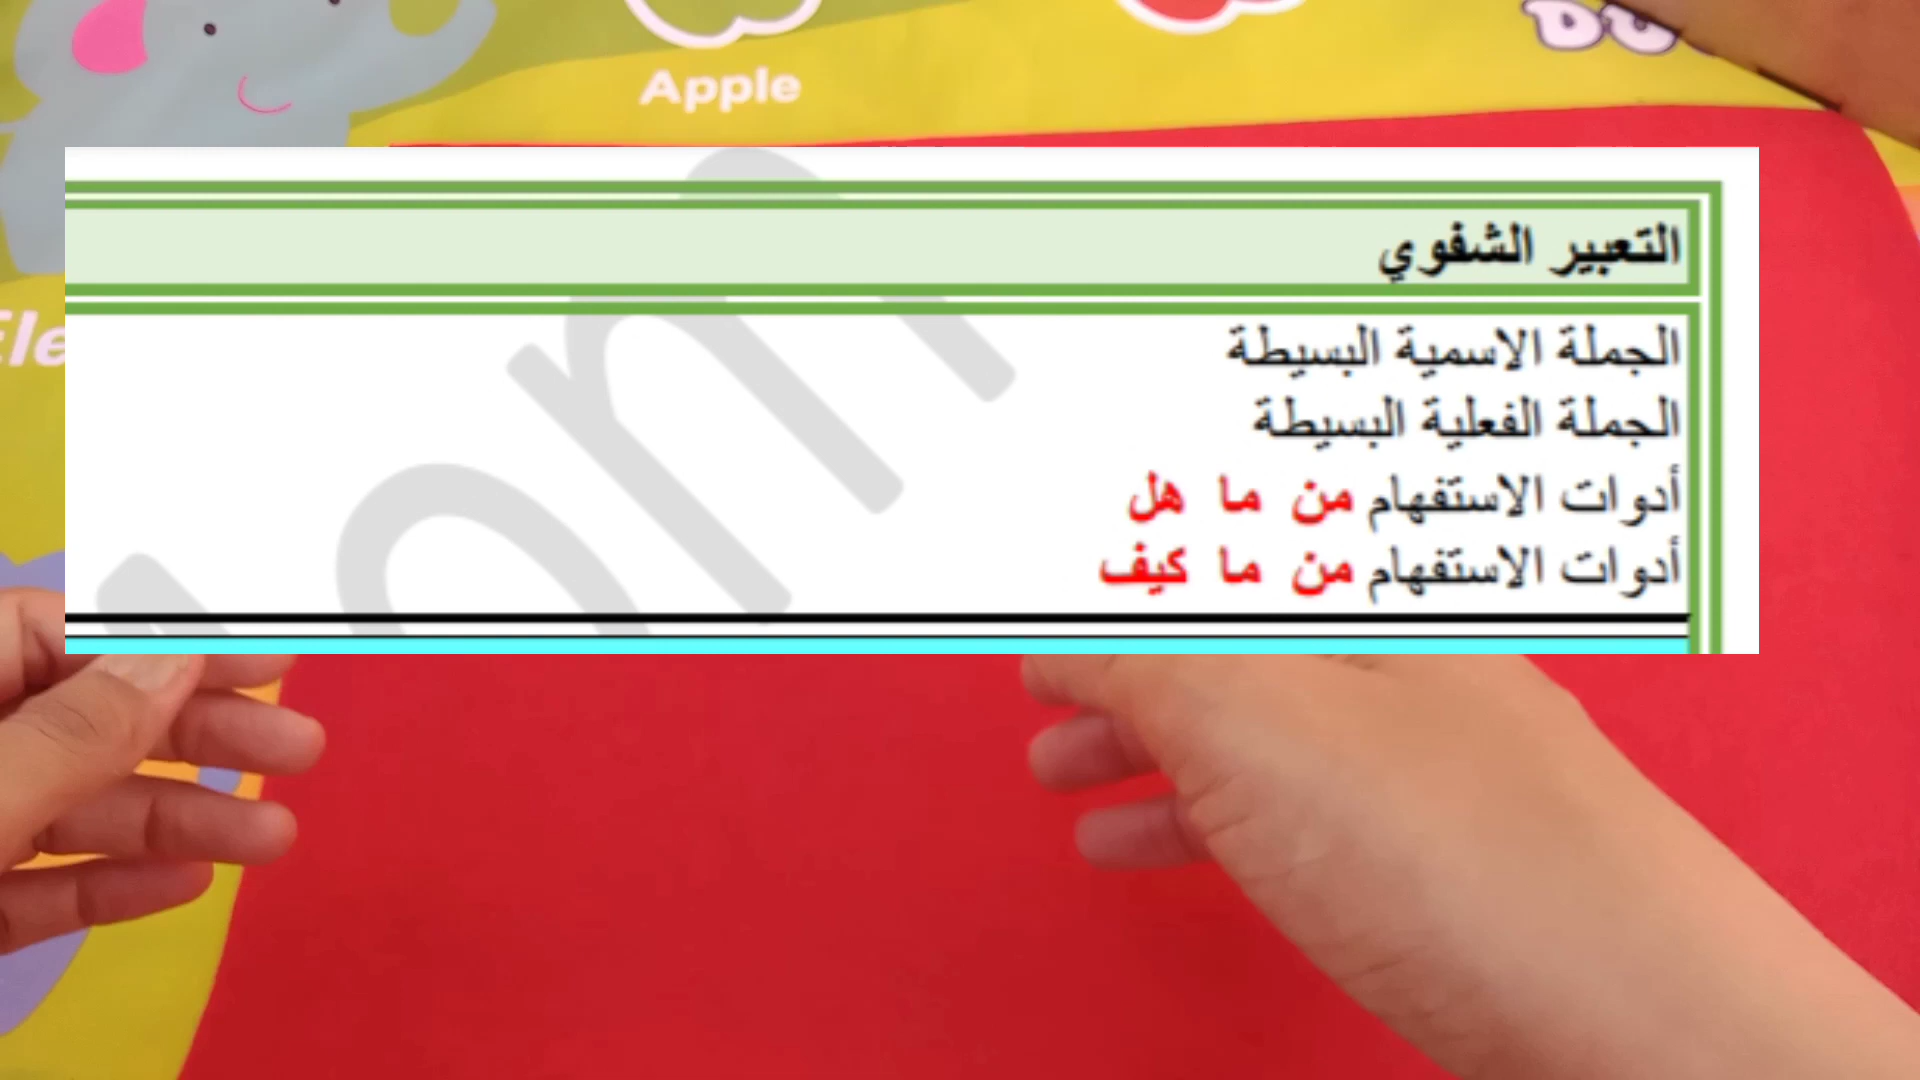 Apple
التعبير الشفوي
الجملة الاسمية البسيطة
الجملة الفعلية البسيطة
أدوات الاستفهام من ما هل
أدوات الاستفهام من ما كيف